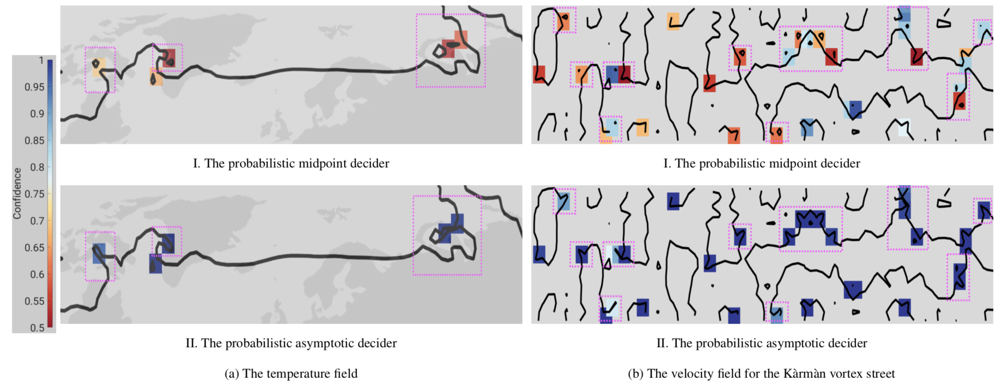 Confidence
1
0.95
0.9
0.85
0.8
0.75
0.7
0.65
0.6
0.55
0.5
I. The probabilistic midpoint decider
I. The probabilistic midpoint decider
II. The probabilistic asymptotic decider
II. The probabilistic asymptotic decider
(a) The temperature field
(b) The velocity field for the Kàrmàn vortex street